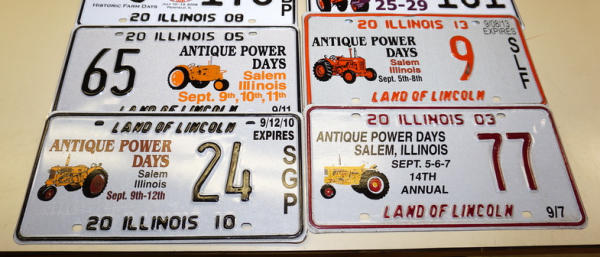 HISTORIC FARM DAYS
20 ILLINOIS 08
25-29
20 ILLINOIS 05
65
ANTIQUE POWER
DAYS
Salem
Illinois
Sept. 9th,10th,11th
LAND OF LINCOLN
9/11
20 ILLINOIS 13
9/08/13
EXPIRES
ANTIQUE POWER
DAYS
Salem
Illinois
Sept. 5th-8th
9
SLF
LAND OF LINCOLN
LAND OF LINCOLN
9/12/10
EXPIRES
ANTIQUE POWER
DAYS
Salem
Illinois
Sept. 9th-12th
24
SGP
20 ILLINOIS 10
20 ILLINOIS 03
ANTIQUE POWER DAYS
SALEM, ILLINOIS
SEPT. 5-6-7
14TH
ANNUAL
77
LAND OF LINCOLN
9/7